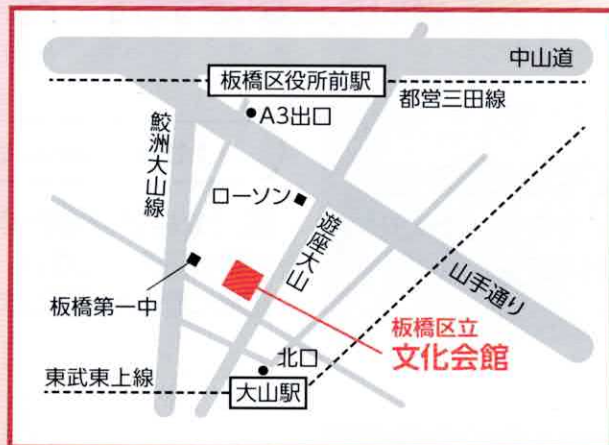 中山道
板橋区役所前駅
都営三田線
A3出口
鮫洲大山線
ローソン
遊座大山
山手通り
板橋第一中
板橋区立
文化会館
北口
東武東上線
大山駅